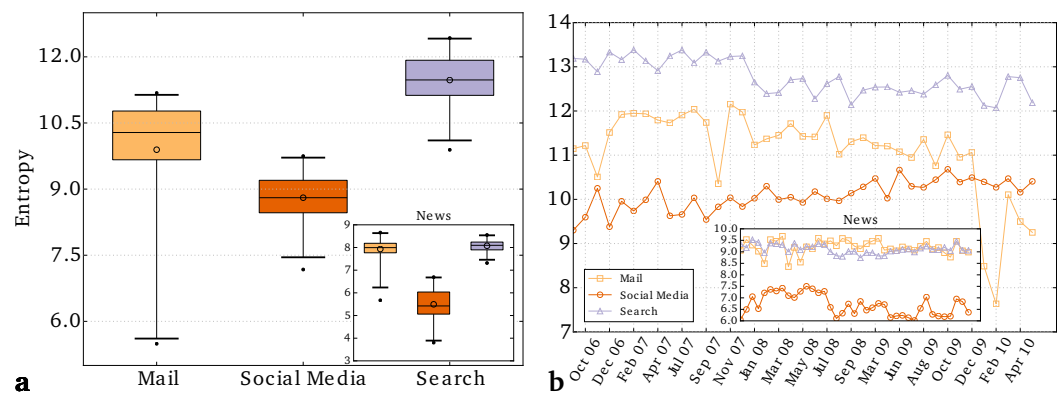 Entropy
12.0
10.5
9.0
7.5
6.0
Mail
Social Media
Search
News
9
8
7
6
5
4
3
a
14
13
12
11
10
9
8
7
News
10.0
9.5
9.0
8.5
8.0
7.5
7.0
6.5
6.0
Mail
Social Media
Search
Oct 06
Dec 06
Feb 07
Apr 07
Jul 07
Sep 07
Nov 07
Jan 08
Mar 08
May 08
Jul 08
Sep 08
Mar 09
Jun 09
Aug 09
Oct 09
Dec 09
Feb 10
Apr 10
b